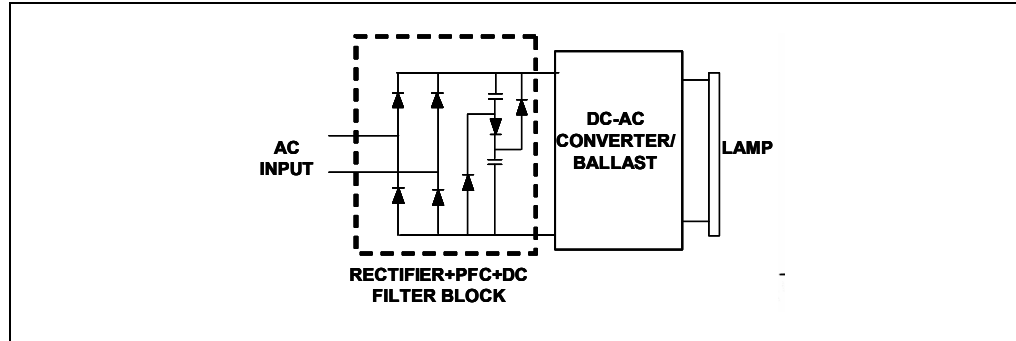 AC
INPUT
DC-AC
CONVERTER/
BALLAST
LAMP
RECTIFIER+PFC+DC
FILTER BLOCK